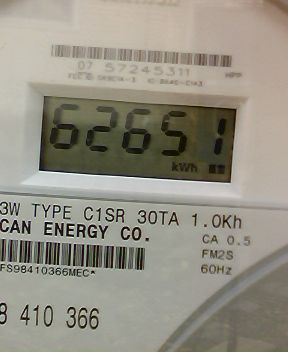 07 57245311
HPP
62651
kWh
3W TYPE C1SR 30TA 1.0Kh
CAN ENERGY CO.
CA 0.5
FM2S
60Hz
FS98410366MEC*
8 410 366